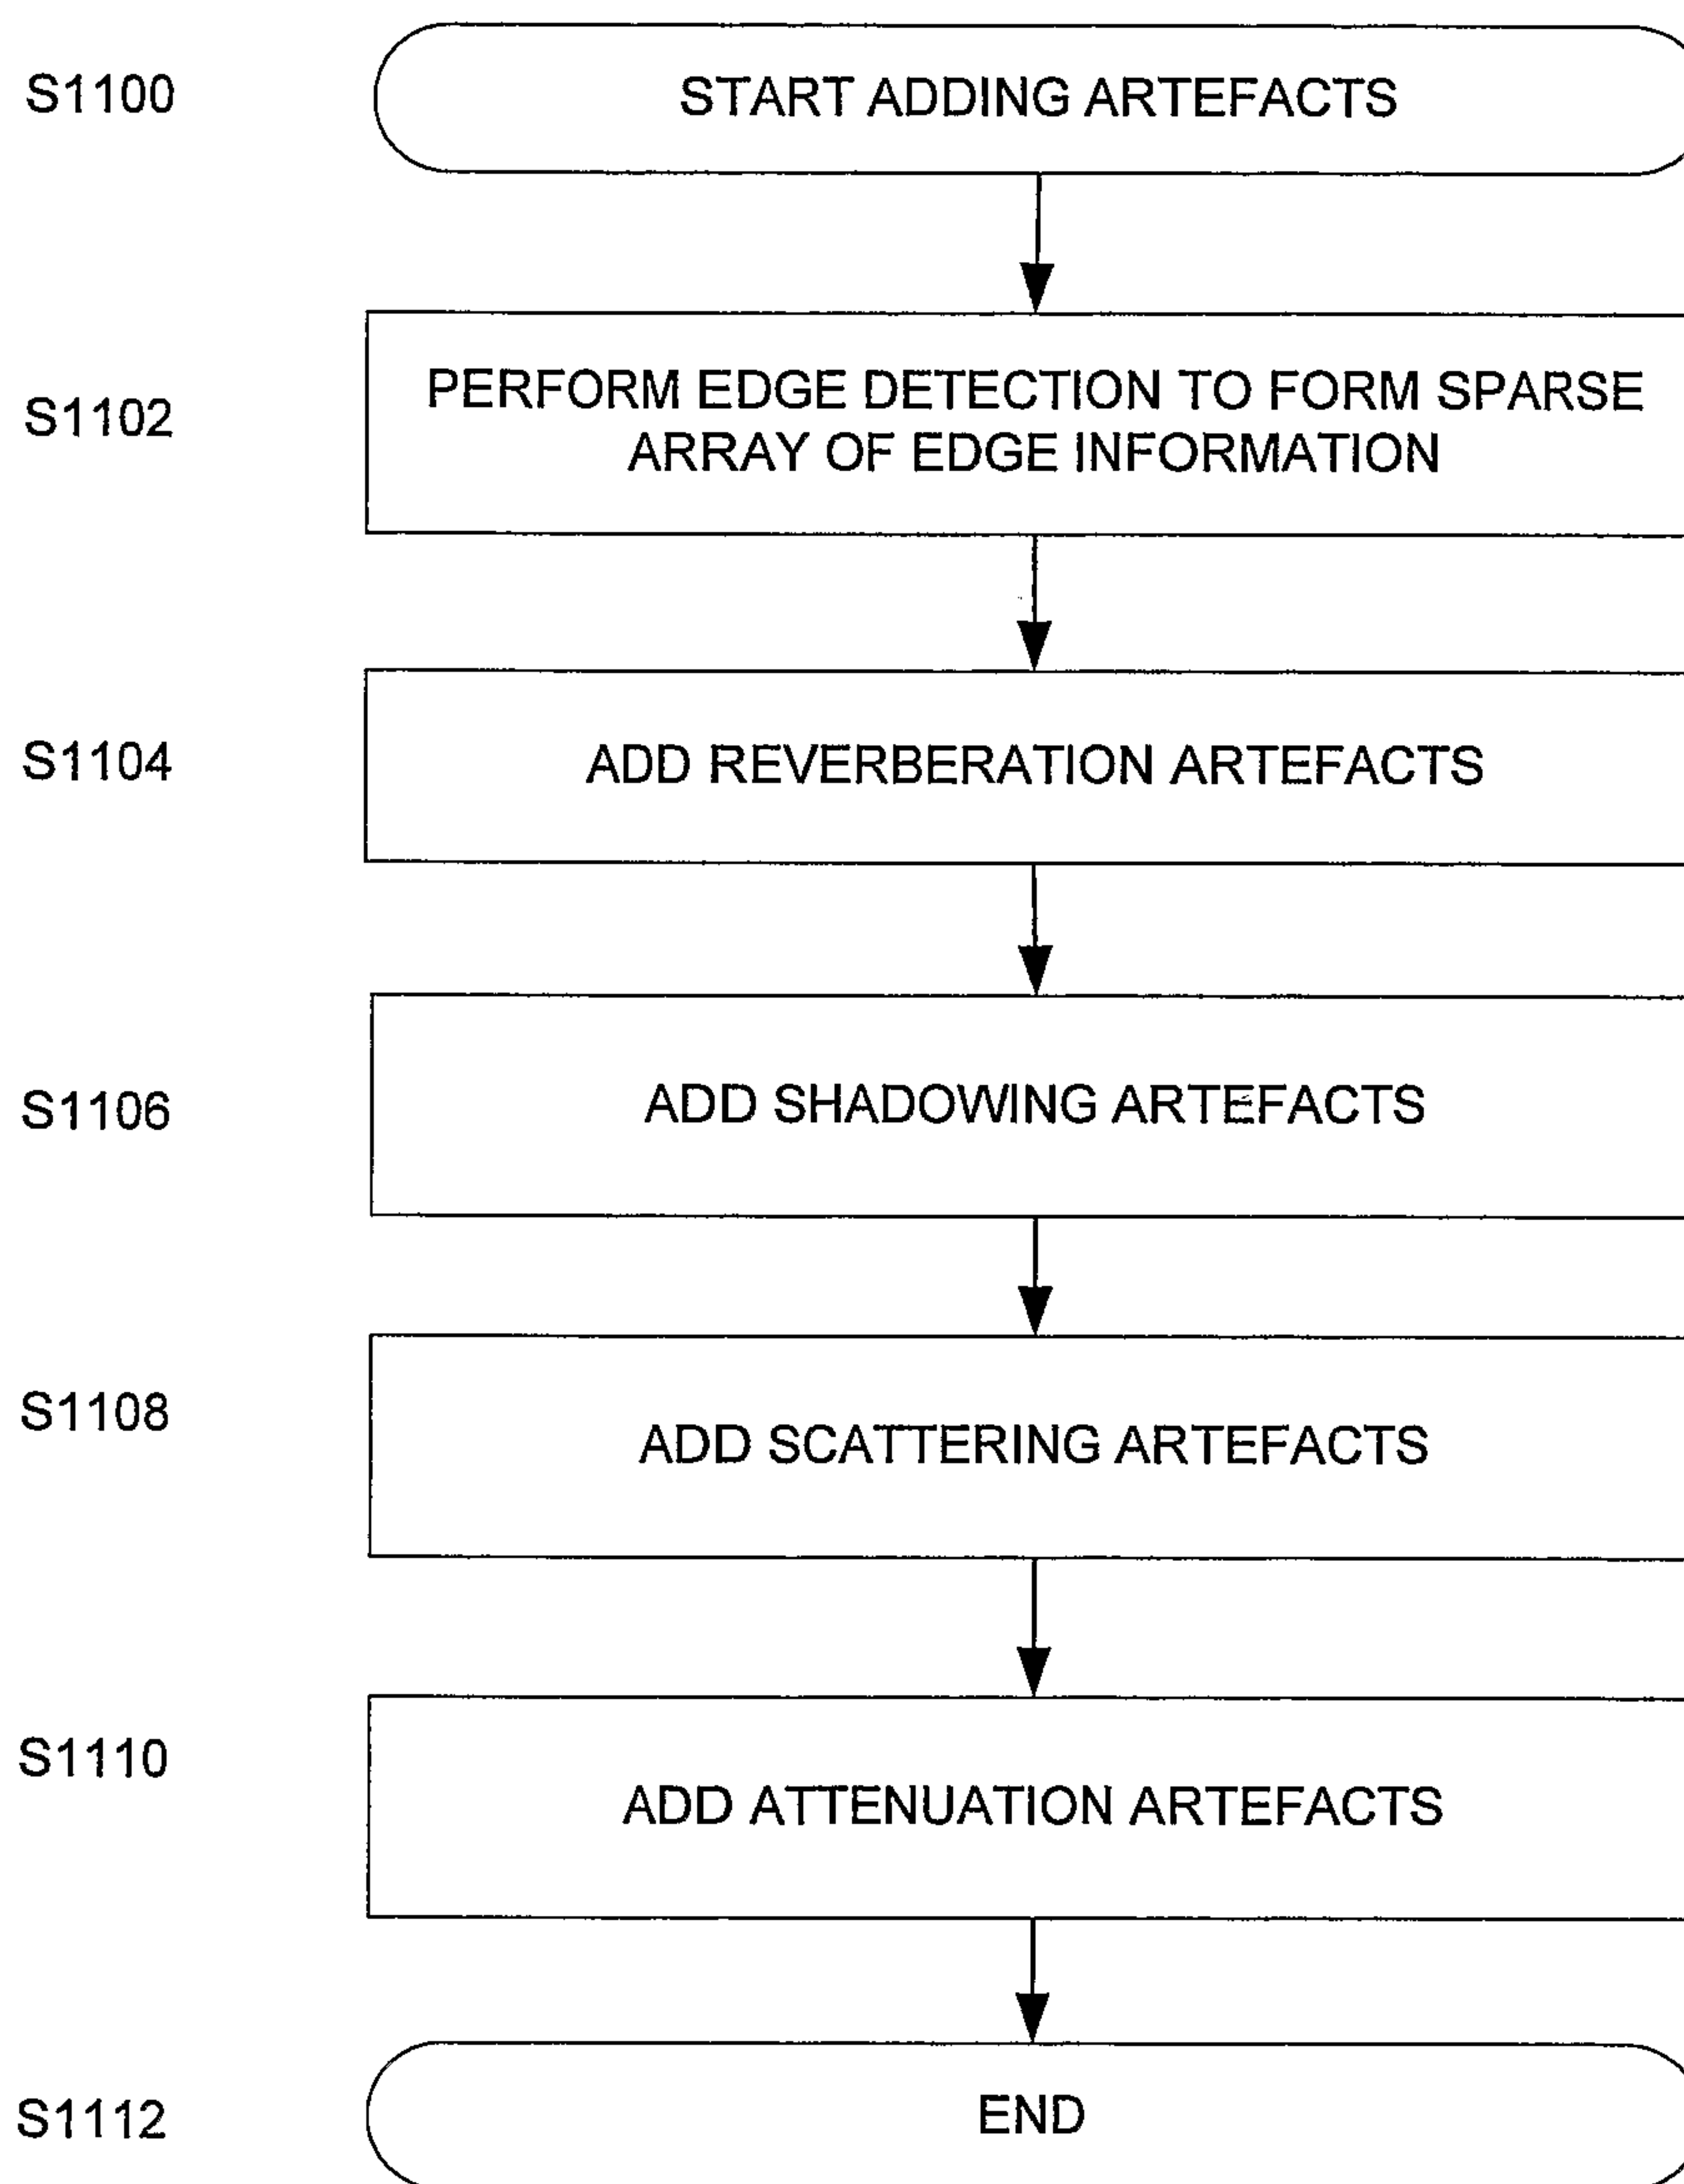 S1100
START ADDING ARTEFACTS
S1102
PERFORM EDGE DETECTION TO FORM SPARSE
ARRAY OF EDGE INFORMATION
S1104
ADD REVERBERATION ARTEFACTS
S1106
ADD SHADOWING ARTEFACTS
S1108
ADD SCATTERING ARTEFACTS
S1110
ADD ATTENUATION ARTEFACTS
S1112
END